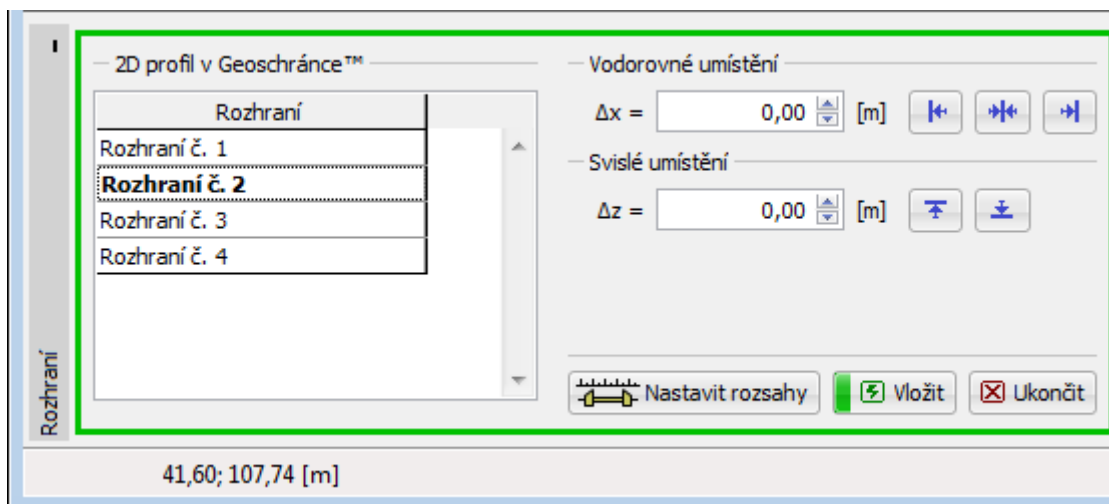 2D profil v Geoschránce™
Rozhraní
Rozhraní č. 1
Rozhraní č. 2
Rozhraní č. 3
Rozhraní č. 4
Vodorovné umístění
Δx = 0,00 [m]
Svislé umístění
Δz = 0,00 [m]
Nastavit rozsahy Vložit Ukončit
Rozhraní
41,60; 107,74 [m]